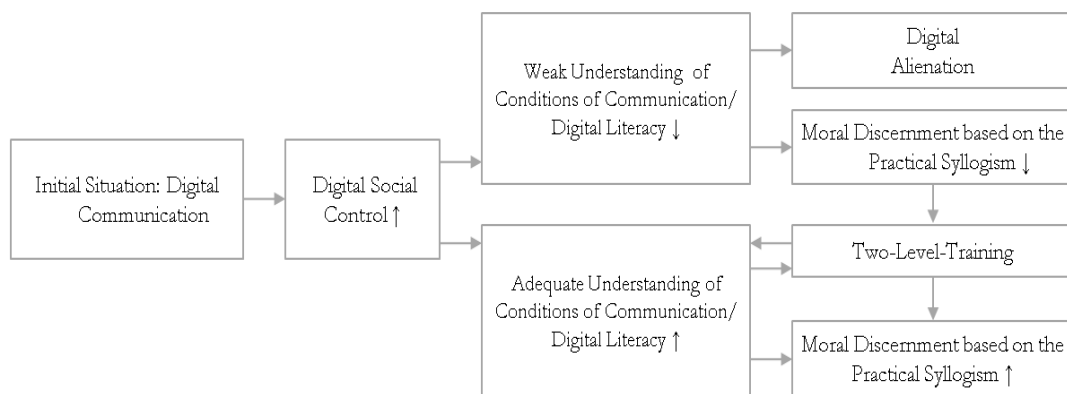 Initial Situation: Digital
Communication
Digital Social
Control ↑
Weak Understanding of
Conditions of Communication/
Digital Literacy ↓
Digital
Alienation
Moral Discernment based on the
Practical Syllogism ↓
Two-Level-Training
Adequate Understanding of
Conditions of Communication/
Digital Literacy ↑
Moral Discernment based on the
Practical Syllogism ↑